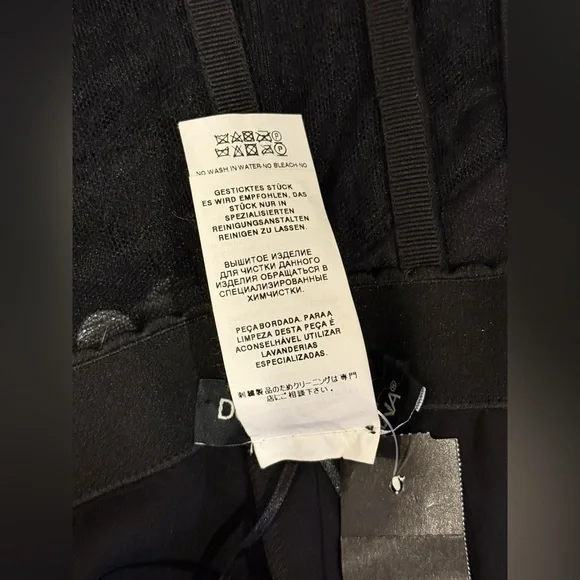 NO WASH IN WATER-NO BLEACH-NO
GESTICKTES STÜCK
ES WIRD EMPFOHLEN, DAS
STÜCK NUR IN
SPEZIALISIERTEN
REINIGUNGSANSTALTEN
REINIGEN ZU LASSEN.
ВЫШИТОЕ ИЗДЕЛИЕ
ДЛЯ ЧИСТКИ ДАННОГО
ИЗДЕЛИЯ ОБРАЩАТЬСЯ В
СПЕЦИАЛИЗИРОВАННЫЕ
ХИМЧИСТКИ.
PEÇA BORDADA. PARA A
LIMPEZA DESTA PEÇA É
ACONSELHÁVEL UTILIZAR
LAVANDERIAS
ESPECIALIZADAS.
刺繍製品のためクリーニングは専門
店にご相談下さい.
D NA®